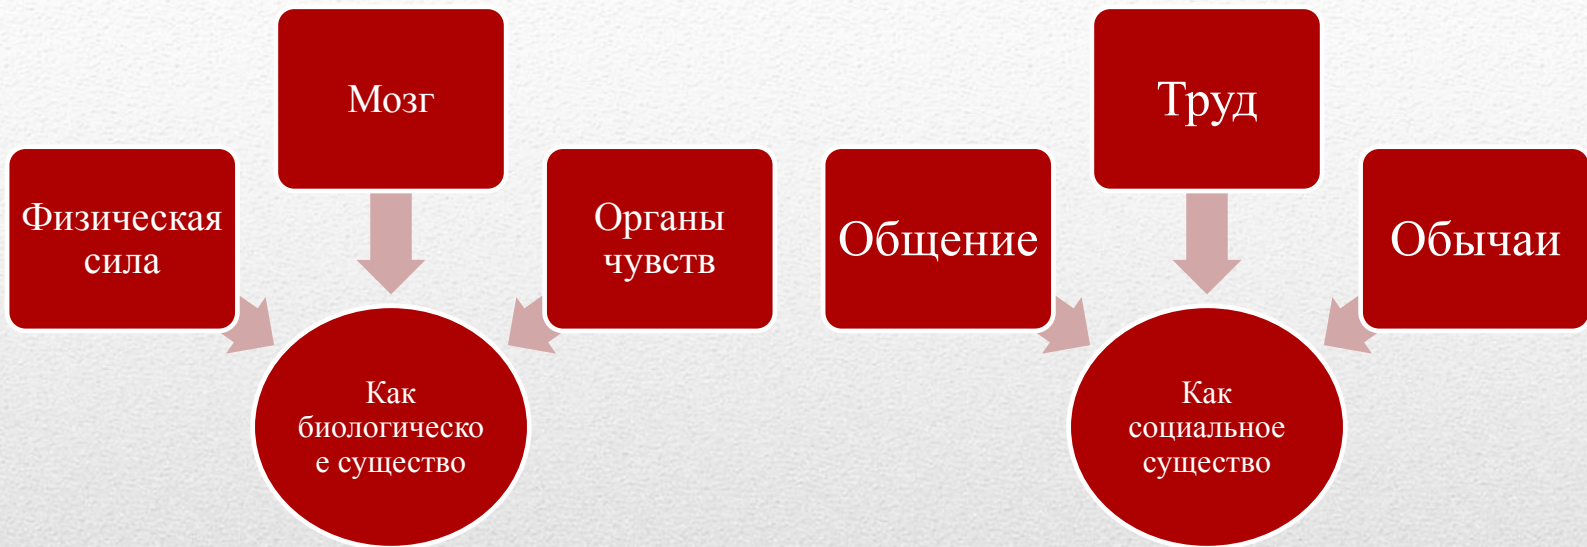 Мозг
Физическая
сила
Органы
чувств
Как
биологическо
е существо
Труд
Общение
Обычаи
Как
социальное
существо